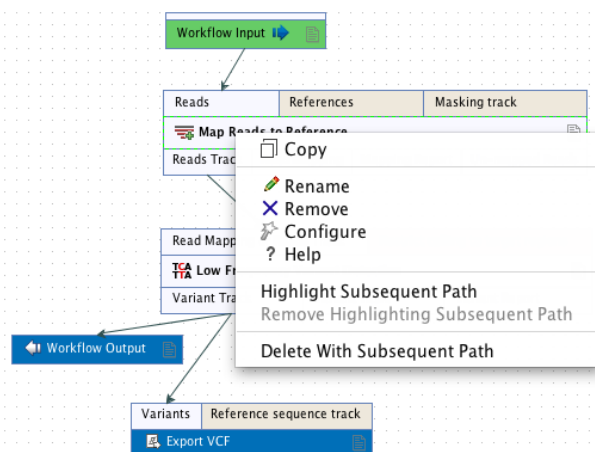 Workflow Input
Reads References Masking track
Map Reads to Reference
Reads Trac
Copy
Rename
Remove
Configure
? Help
Highlight Subsequent Path
Remove Highlighting Subsequent Path
Delete With Subsequent Path
Read Mapp
TCA
TTA
Low Fr
Variant Tra
Workflow Output
Variants Reference sequence track
Export VCF